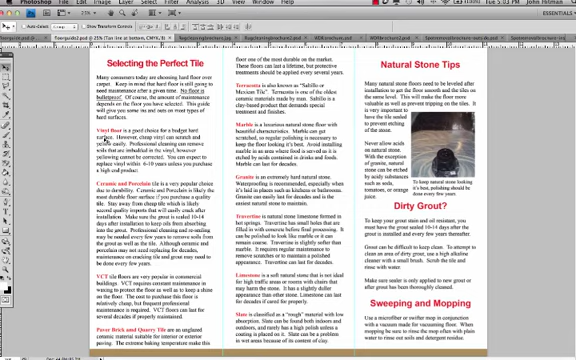 Photoshop File Edit Image Layer Select Filter Analysis 3D View Window Help
Tue 5:03 PM John Hitman
ESSENTIALS
Selecting the Perfect Tile
Many consumers today are choosing hard floor over
carpet. Keep in mind that hard floor is still going to
need maintenance after a given time. No floor is
bulletproof! Of course, the amount of maintenance
depends on the floor you have selected. This guide
will give you some ins and outs on most types of
hard floors.
Vinyl floor is a good choice for a budget hard
surface. However, cheap vinyl can scratch and
yellow easily. Professional cleaning can remove
soils that are imbedded in the vinyl, however
yellowing cannot be corrected. You can expect to
replace vinyl within 6-10 years unless you purchase
a high end product
Ceramic and Porcelain tile is a very popular choice
due to durability. Ceramic and Porcelain is likely the
most durable floor surface if you purchase a quality
tile. Stay away from cheap tile which is likely
second quality imports that will easily crack after
installation. Make sure the grout is sealed 10-14
days after installation to keep oils from absorbing
into the grout. Professional cleaning and re-sealing
may be needed every few years to remove soils from
the grout as well as the tile. Although ceramic and
porcelain may not need replacing for decades,
maintenance on cracking tile and grout may need to
be done every few years.
VCT tile floors are very popular in commercial
buildings. VCT requires constant maintenance in
waxing to protect the floor as well as to keep a shine
on the floor. The cost to purchase this floor is
relatively cheap, but frequent professional
maintenance is required. VCT floors can last for
several decades if properly maintained.
Paver Brick and Quarry Tile are an unglazed
ceramic material suitable for interior or exterior
paving. The extreme baking temperature make this
floor one of the most durable on the market.
These floors can last a lifetime, but protective
treatments should be applied every several years.
Terracotta is also known as "Saltillo or
Mexican Tile". Terracotta is one of the oldest
ceramic materials made by man. Saltillo is a
clay-based product that demands special
treatment and finishes.
Marble is a luxurious natural stone floor with
beautiful characteristics. Marble can get
scratched, so regular polishing is necessary to
keep the floor looking it's best. Avoid installing
marble in an area where food is served as it is
etched by acids contained in drinks and foods.
Marble can last for decades.
Granite is an extremely hard natural stone.
Waterproofing is recommended, especially when
it's laid in places such as kitchens or bathrooms.
Granite can easily last for decades and is the
easiest natural stone to maintain.
Travertine is a natural stone limestone formed in
hot springs. Travertine has small holes that are
filled in with cement before final processing. It
can be polished to look like marble or it can
remain coarse. Travertine is slightly softer than
marble. It requires regular maintenance to
remove scratches or to maintain a polished
appearance. Travertine can last for decades.
Limestone is a soft natural stone that is not ideal
for high traffic areas or rooms with chairs that
may harm the stone. It has a slightly duller
appearance than other stone. Limestone can last
for decades if cared for properly.
Slate is classified as a "rough" material with low
absorption. Slate can be found both indoors and
outdoors, and rarely has a high polish unless a
coating is placed on it. Slate can be a problem
in wet areas because of its content of clay.
Natural Stone Tips
Many natural stone floors need to be leveled after
installation to get the floor smooth and the tiles on
the same level. This will make the floor more
valuable as well as prevent tripping on the tiles. It
is very important to
have the tile sealed
to prevent etching
of the stone.
Never allow acids
on natural stone.
With the exception
of granite, natural
stone can be etched
by acidic substances
such as soda,
tomatoes, or orange
juice
To keep natural stone looking
it's best, polishing should be
done every few years
Dirty Grout?
To keep your grout stain and oil resistant, you
must have the grout sealed 10-14 days after the
grout is installed and every few years thereafter.
Grout can be difficult to keep clean. To attempt to
clean an area of dirty grout, use a high alkaline
cleaner with a small brush. Scrub the tile and
rinse with water.
Make sure sealer is only applied to new grout or
after grout has been thoroughly cleaned.
Sweeping and Mopping
Use a microfiber or swiffer mop in conjunction
with a vacuum made for vacuuming floor. When
mopping be sure to rinse the mop often with plain
water to rinse out soils and detergent residue.